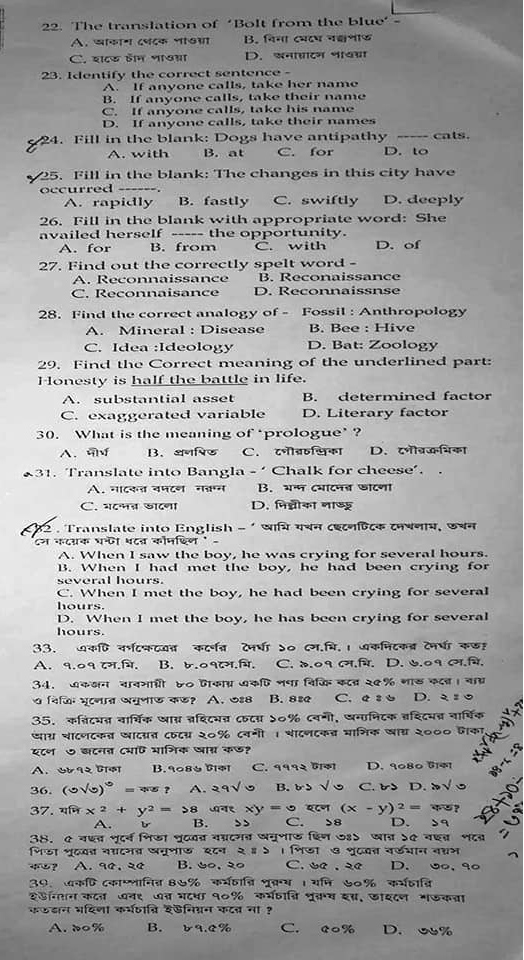 22. The translation of ‘Bolt from the blue’ -
A. আকাশ থেকে পাওয়া B. বিনা মেঘে বজ্রপাত
C. হাতে চাঁদ পাওয়া D. অনায়াসে পাওয়া
23. Identify the correct sentence -
A. If anyone calls, take her name
B. If anyone calls, take their name
C. If anyone calls, take his name
D. If anyone calls, take their names
24. Fill in the blank: Dogs have antipathy ----- cats.
A. with B. at C. for D. to
25. Fill in the blank: The changes in this city have
occurred ------.
A. rapidly B. fastly C. swiftly D. deeply
26. Fill in the blank with appropriate word: She
availed herself ----- the opportunity.
A. for B. from C. with D. of
27. Find out the correctly spelt word -
A. Reconnaissance B. Reconaissance
C. Reconnaisance D. Reconnaissnse
28. Find the correct analogy of - Fossil : Anthropology
A. Mineral : Disease B. Bee : Hive
C. Idea :Ideology D. Bat: Zoology
29. Find the Correct meaning of the underlined part:
Honesty is half the battle in life.
A. substantial asset B. determined factor
C. exaggerated variable D. Literary factor
30. What is the meaning of ‘prologue’ ?
A. দীর্ঘ B. প্রলম্বিত C. গৌরচন্দ্রিকা D. গৌরক্রমিকা
31. Translate into Bangla - ‘ Chalk for cheese’. .
A. নাকের বদলে নরুন B. মন্দ মোদের ভালো
C. মন্দের ভালো D. দিল্লীকা লাড্ডু
32 . Translate into English – ‘ আমি যখন ছেলেটিকে দেখলাম, তখন
সে কয়েক ঘন্টা ধরে কাঁদছিল ’ -
A. When I saw the boy, he was crying for several hours.
B. When I had met the boy, he had been crying for
several hours.
C. When I met the boy, he had been crying for several
hours.
D. When I met the boy, he has been crying for several
hours.
33. একটি বর্গক্ষেত্রের কর্ণের দৈর্ঘ্য ১০ সে.মি. । একদিকের দৈর্ঘ্য কত?
A. ৭.০৭ সে.মি. B. ৮.০৭সে.মি. C. ৯.০৭ সে.মি. D. ৬.০৭ সে.মি.
34. একজন ব্যবসায়ী ৮০ টাকায় একটি পণ্য বিক্রি করে ২৫% লাভ করে । ব্যয়
ও বিক্রি মূল্যের অনুপাত কত? A. ৩ঃ৪ B. ৪ঃ৫ C. ৫ ঃ ৬ D. ২ ঃ ৩
35. করিমের বার্ষিক আয় রহিমের চেয়ে ১০% বেশী, অন্যদিকে রহিমের বার্ষিক
আয় খালেকের আয়ের চেয়ে ২০% বেশী । খালেকের মাসিক আয় ২০০০ টাকা
হলে ৩ জনের মোট মাসিক আয় কত?
A. ৬৮৭২ টাকা B.৭০৪৬ টাকা C. ৭৭৭২ টাকা D. ৭০৪০ টাকা
36. (৩√৩)³ = কত ? A. ২৭√৩ B. ৮১ √৩ C. ৮১ D. ৯√৩
37. যদি x ² + y² = ১৪ এবং xy = ৩ হলে (x - y)² = কত?
A. ৮ B. ১১ C. ১৪ D. ১৭
38. ৫ বছর পূর্বে পিতা পুত্রের বয়সের অনুপাত ছিল ৩ঃ১ আর ১৫ বছর পরে
পিতা পুত্রের বয়সের অনুপাত হবে ২ ঃ ১ । পিতা ও পুত্রের বর্তমান বয়স
কত? A. ৭৫, ২৫ B. ৬০, ২০ C. ৬৫ , ২৫ D. ৩০, ৭০
39. একটি কোম্পানির ৪৬% কর্মচারি পুরুষ । যদি ৬০% কর্মচারি
ইউনিয়ন করে এবং এর মধ্যে ৭০% কর্মচারি পুরুষ হয়, তাহলে শতকরা
কতজন মহিলা কর্মচারি ইউনিয়ন করে না ?
A. ৯০% B. ৮৭.৫% C. ৫০% D. ৩৬%